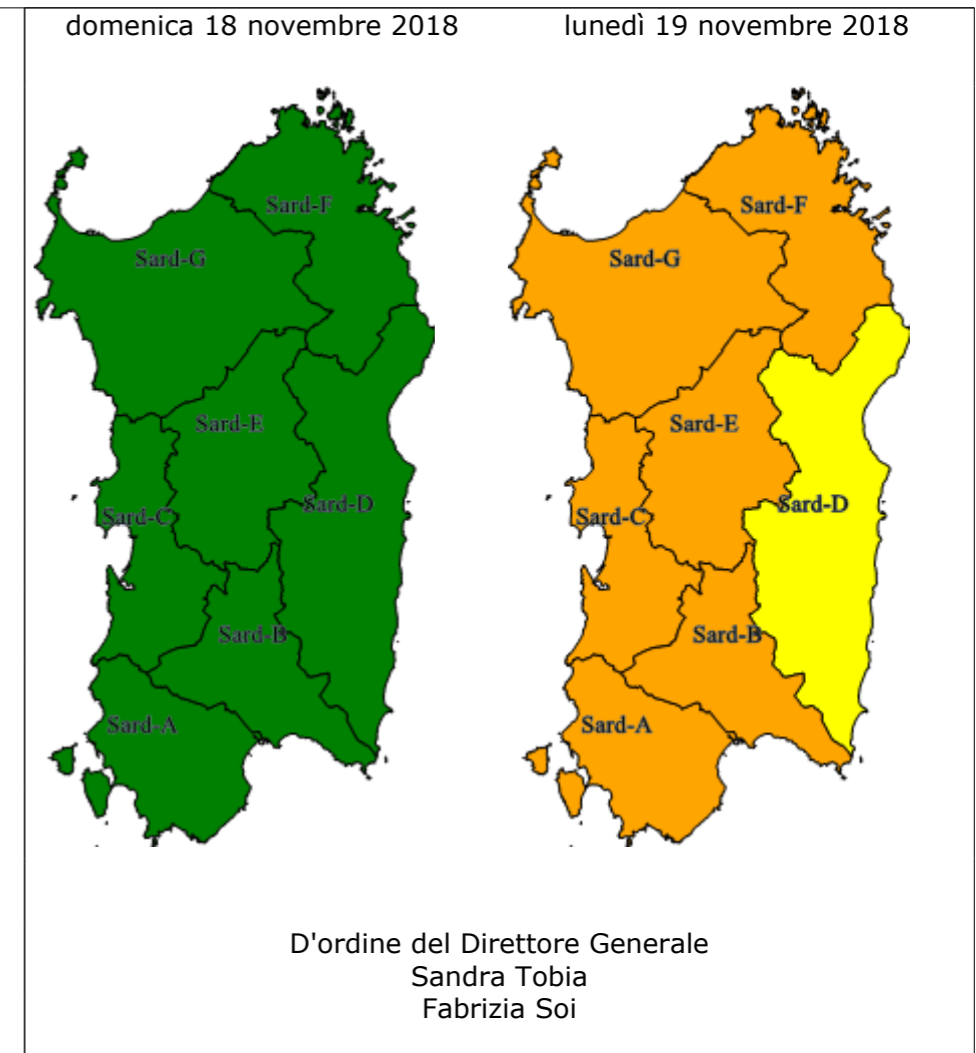 domenica 18 novembre 2018
lunedì 19 novembre 2018
Sard-F
Sard-G
Sard-E
Sard-D
Sard-C
Sard-B
Sard-A
Sard-F
Sard-G
Sard-E
Sard-D
Sard-C
Sard-B
Sard-A
D'ordine del Direttore Generale
Sandra Tobia
Fabrizia Soi